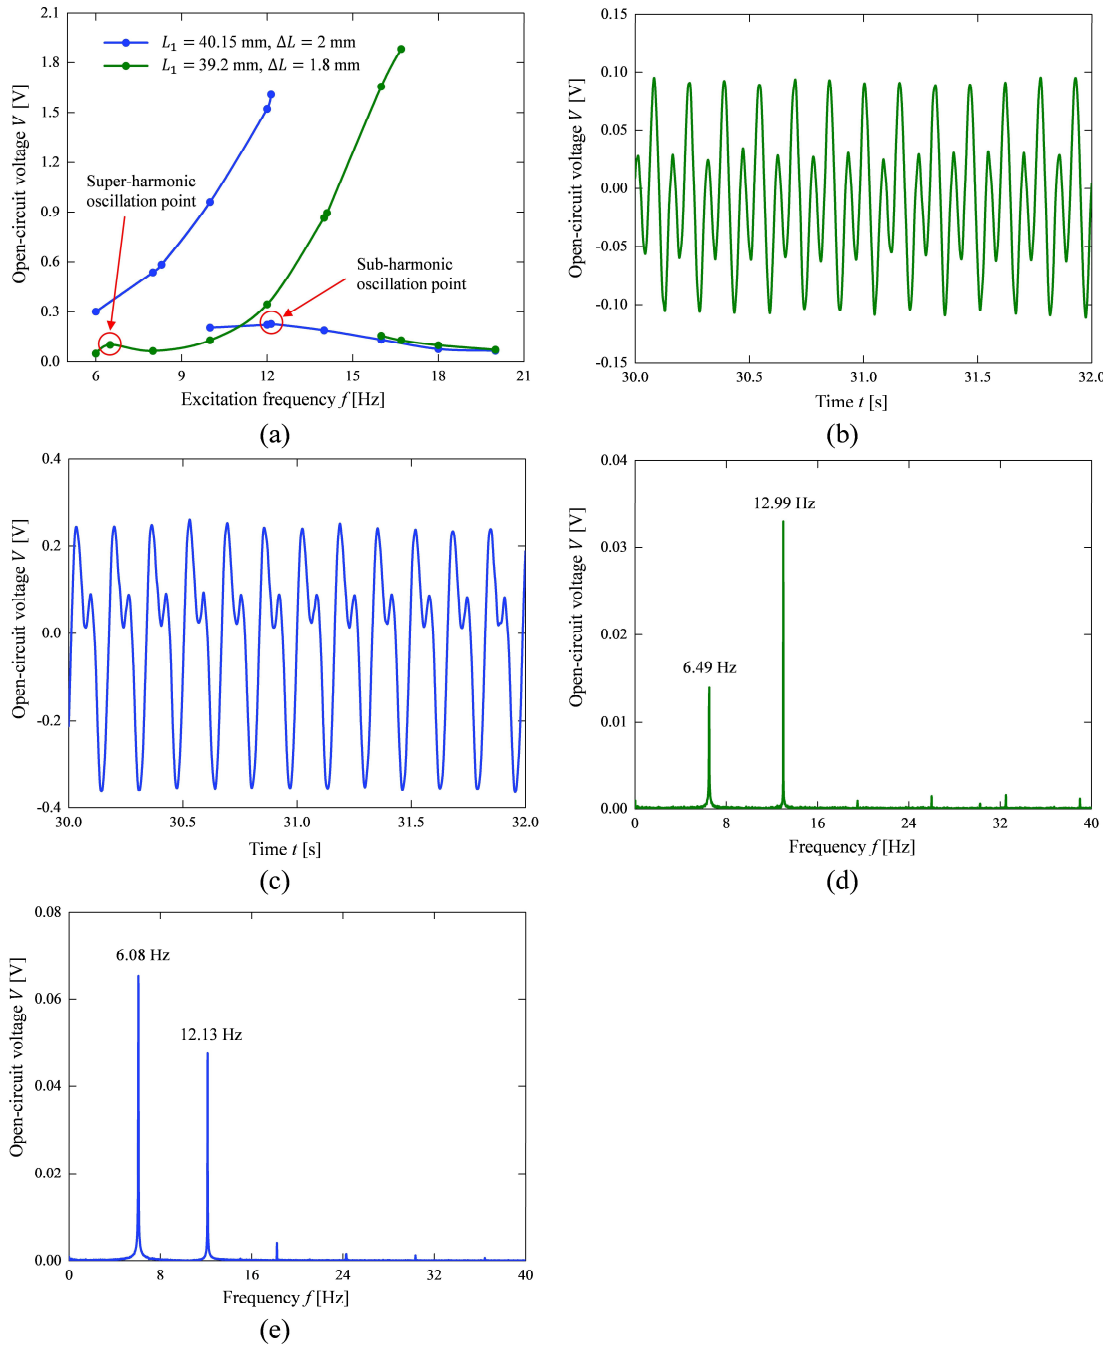 2.1
1.8
1.5
1.2
0.9
0.6
0.3
0.0
Open-circuit voltage V [V]
L₁ = 40.15 mm, ΔL = 2 mm
L₁ = 39.2 mm, ΔL = 1.8 mm
Super-harmonic
oscillation point
Sub-harmonic
oscillation point
6 9 12 15 18 21
Excitation frequency f [Hz]
(a)
0.15
0.10
0.05
0.00
-0.05
-0.10
-0.15
Open-circuit voltage V [V]
30.0 30.5 31.0 31.5 32.0
Time t [s]
(b)
0.4
0.2
0.0
-0.2
-0.4
Open-circuit voltage V [V]
30.0 30.5 31.0 31.5 32.0
Time t [s]
(c)
0.04
0.03
0.02
0.01
0.00
Open-circuit voltage V [V]
12.99 Hz
6.49 Hz
0 8 16 24 32 40
Frequency f [Hz]
(d)
0.08
0.06
0.04
0.02
0.00
Open-circuit voltage V [V]
6.08 Hz
12.13 Hz
0 8 16 24 32 40
Frequency f [Hz]
(e)